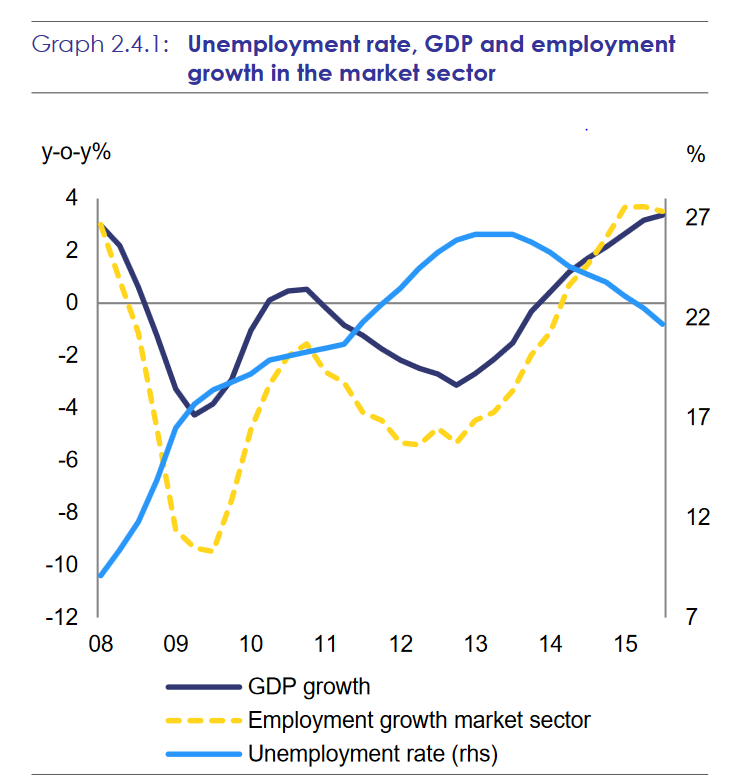 Graph 2.4.1: Unemployment rate, GDP and employment
growth in the market sector
y-o-y% %
4
27
2
0
22
-2
-4
17
-6
-8
12
-10
-12 7
08 09 10 11 12 13 14 15
GDP growth
Employment growth market sector
Unemployment rate (rhs)